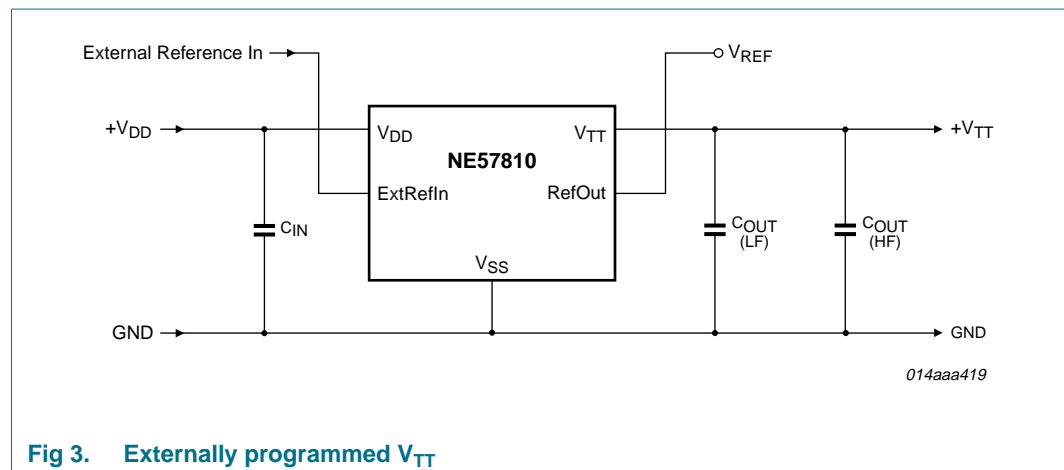 External Reference In
VREF
+VDD
VDD
VTT
+VTT
NE57810
ExtRefIn
RefOut
CIN
COUT
(LF)
COUT
(HF)
VSS
GND
GND
014aaa419
Fig 3. Externally programmed VTT